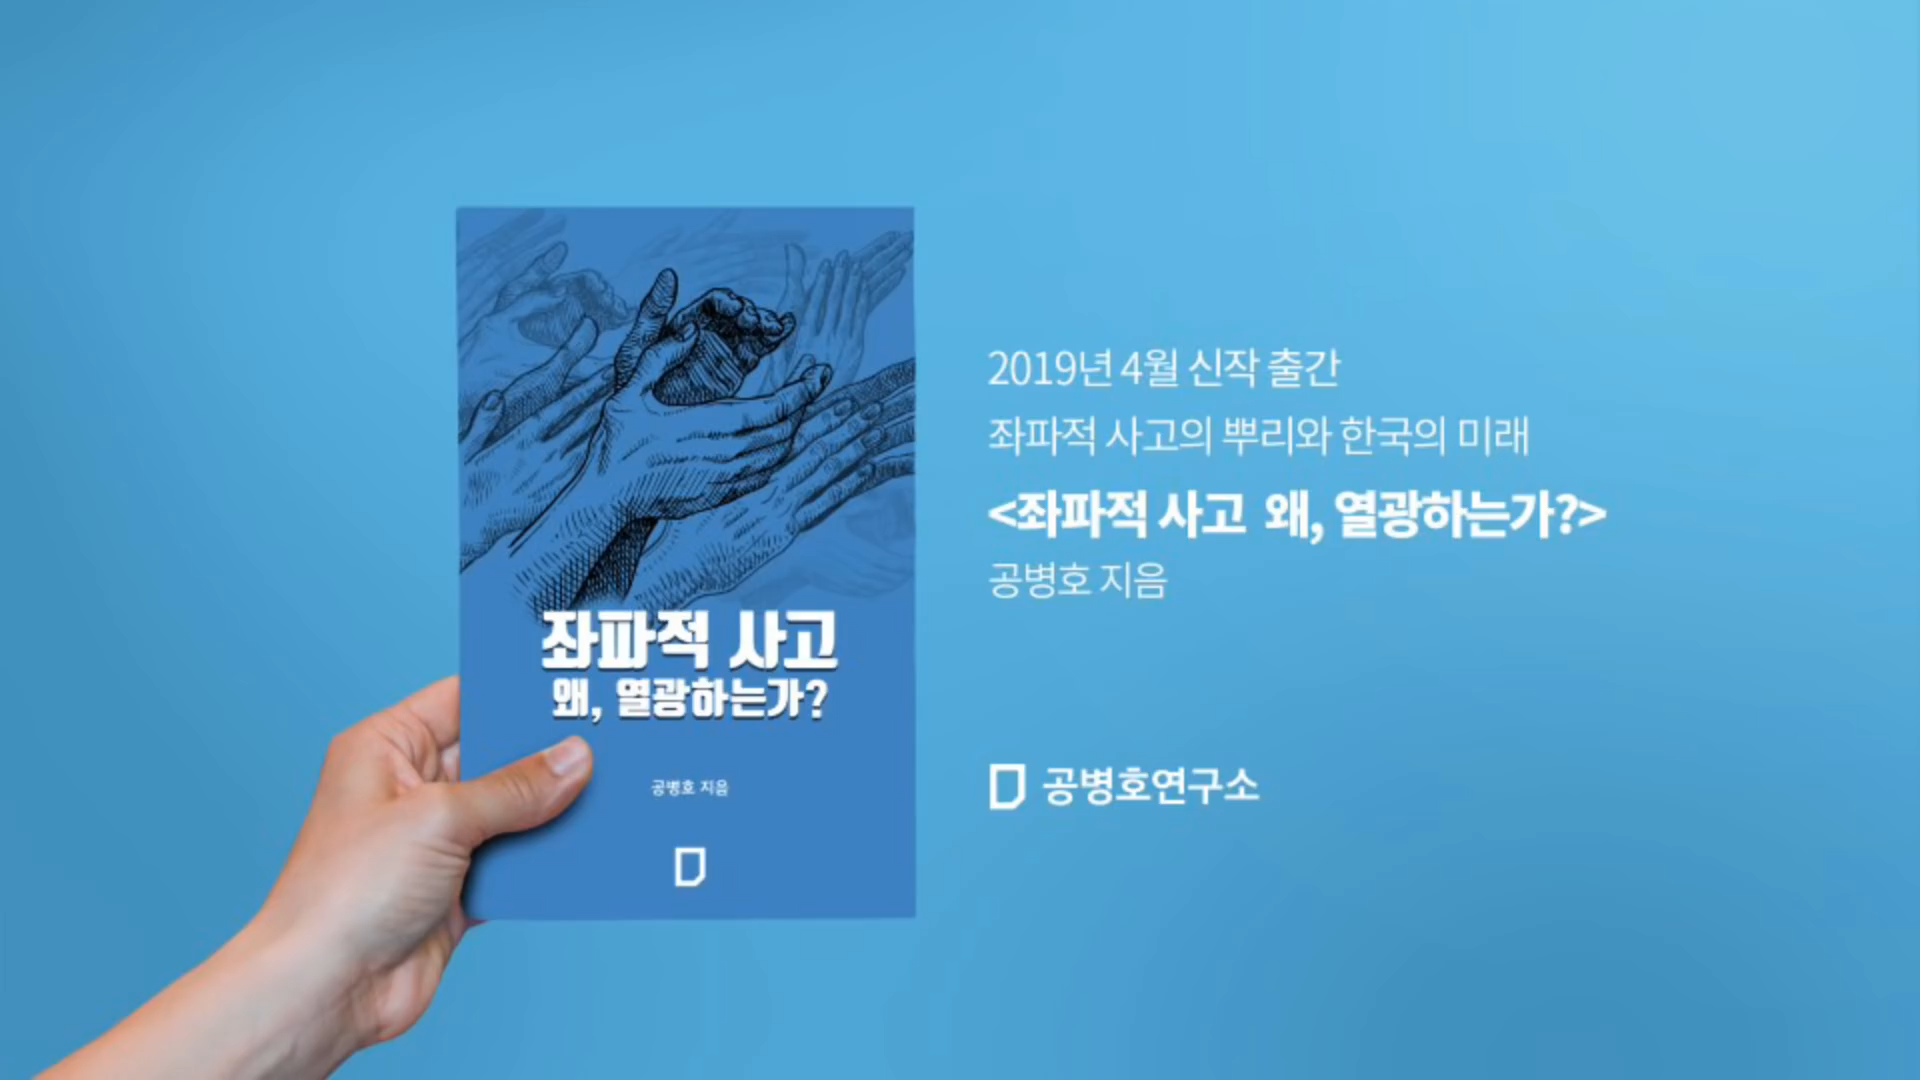 좌파적 사고
왜, 열광하는가?
공병호 지음
2019년 4월 신작 출간
좌파적 사고의 뿌리와 한국의 미래
<좌파적 사고 왜, 열광하는가?>
공병호 지음
공병호연구소